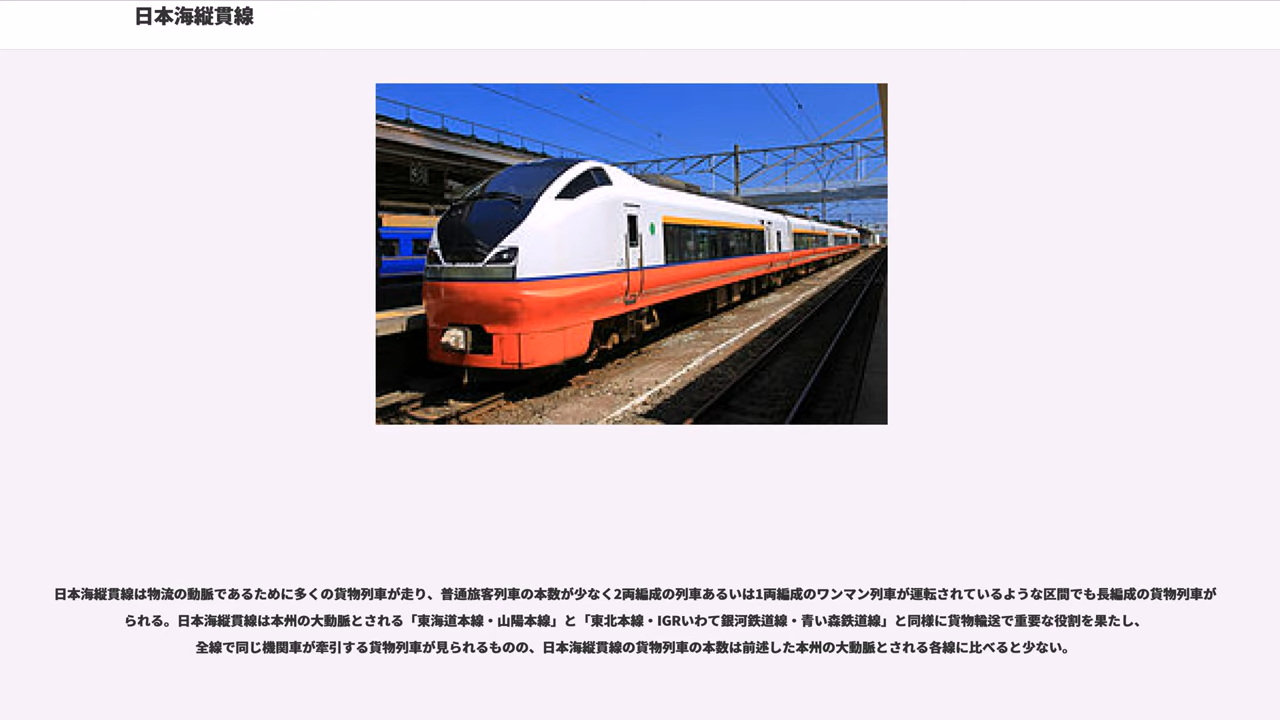 日本海縦貫線
日本海縦貫線は物流の動脈であるために多くの貨物列車が走り、普通旅客列車の本数が少なく2両編成の列車あるいは1両編成のワンマン列車が運転されているような区間でも長編成の貨物列車が
られる。日本海縦貫線は本州の大動脈とされる「東海道本線・山陽本線」と「東北本線・IGRいわて銀河鉄道線・青い森鉄道線」と同様に貨物輸送で重要な役割を果たし、
全線で同じ機関車が牽引する貨物列車が見られるものの、日本海縦貫線の貨物列車の本数は前述した本州の大動脈とされる各線に比べると少ない。